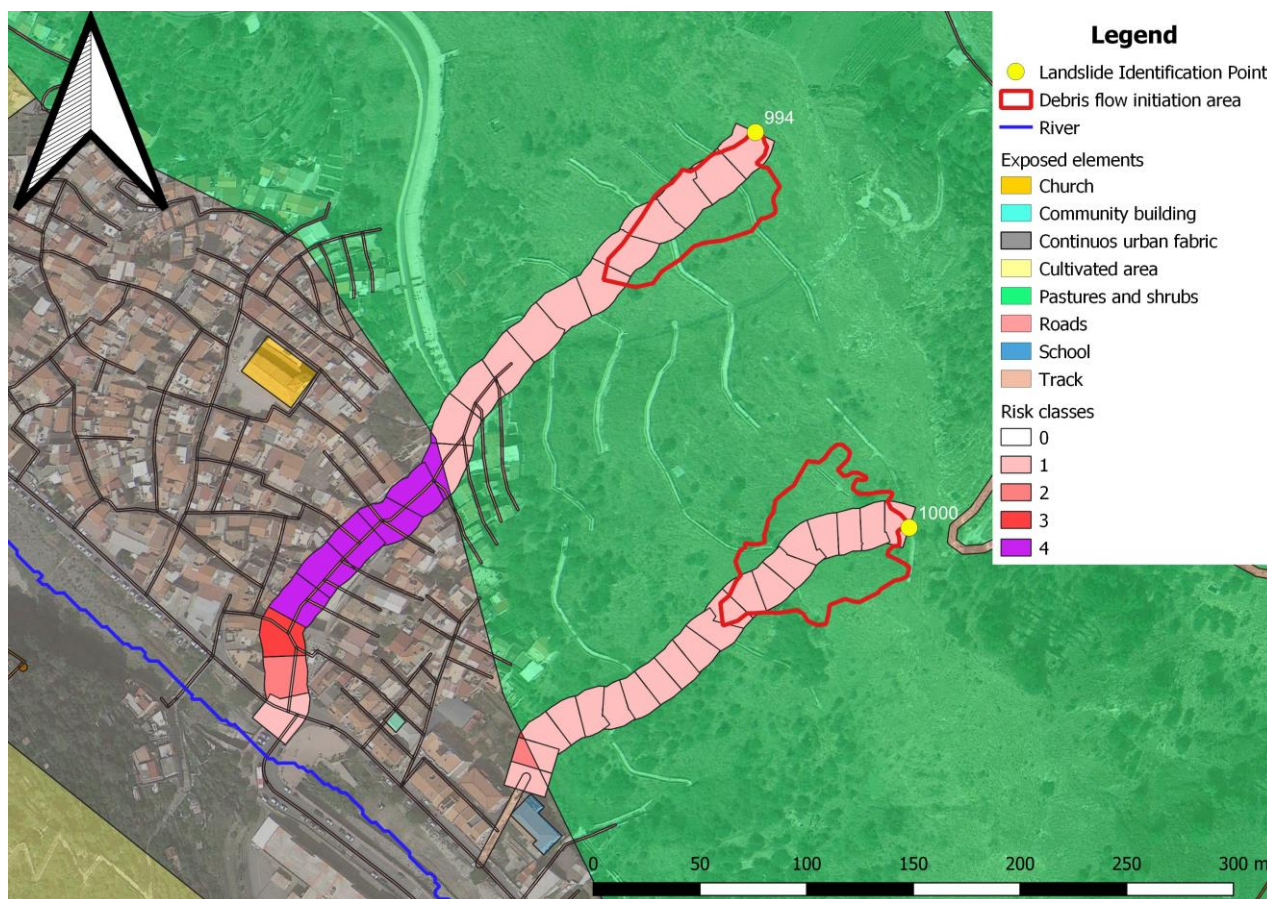 994
1000
Legend
Landslide Identification Point
Debris flow initiation area
River
Exposed elements
Church
Community building
Continuos urban fabric
Cultivated area
Pastures and shrubs
Roads
School
Track
Risk classes
0
1
2
3
4
0 50 100 150 200 250 300 m